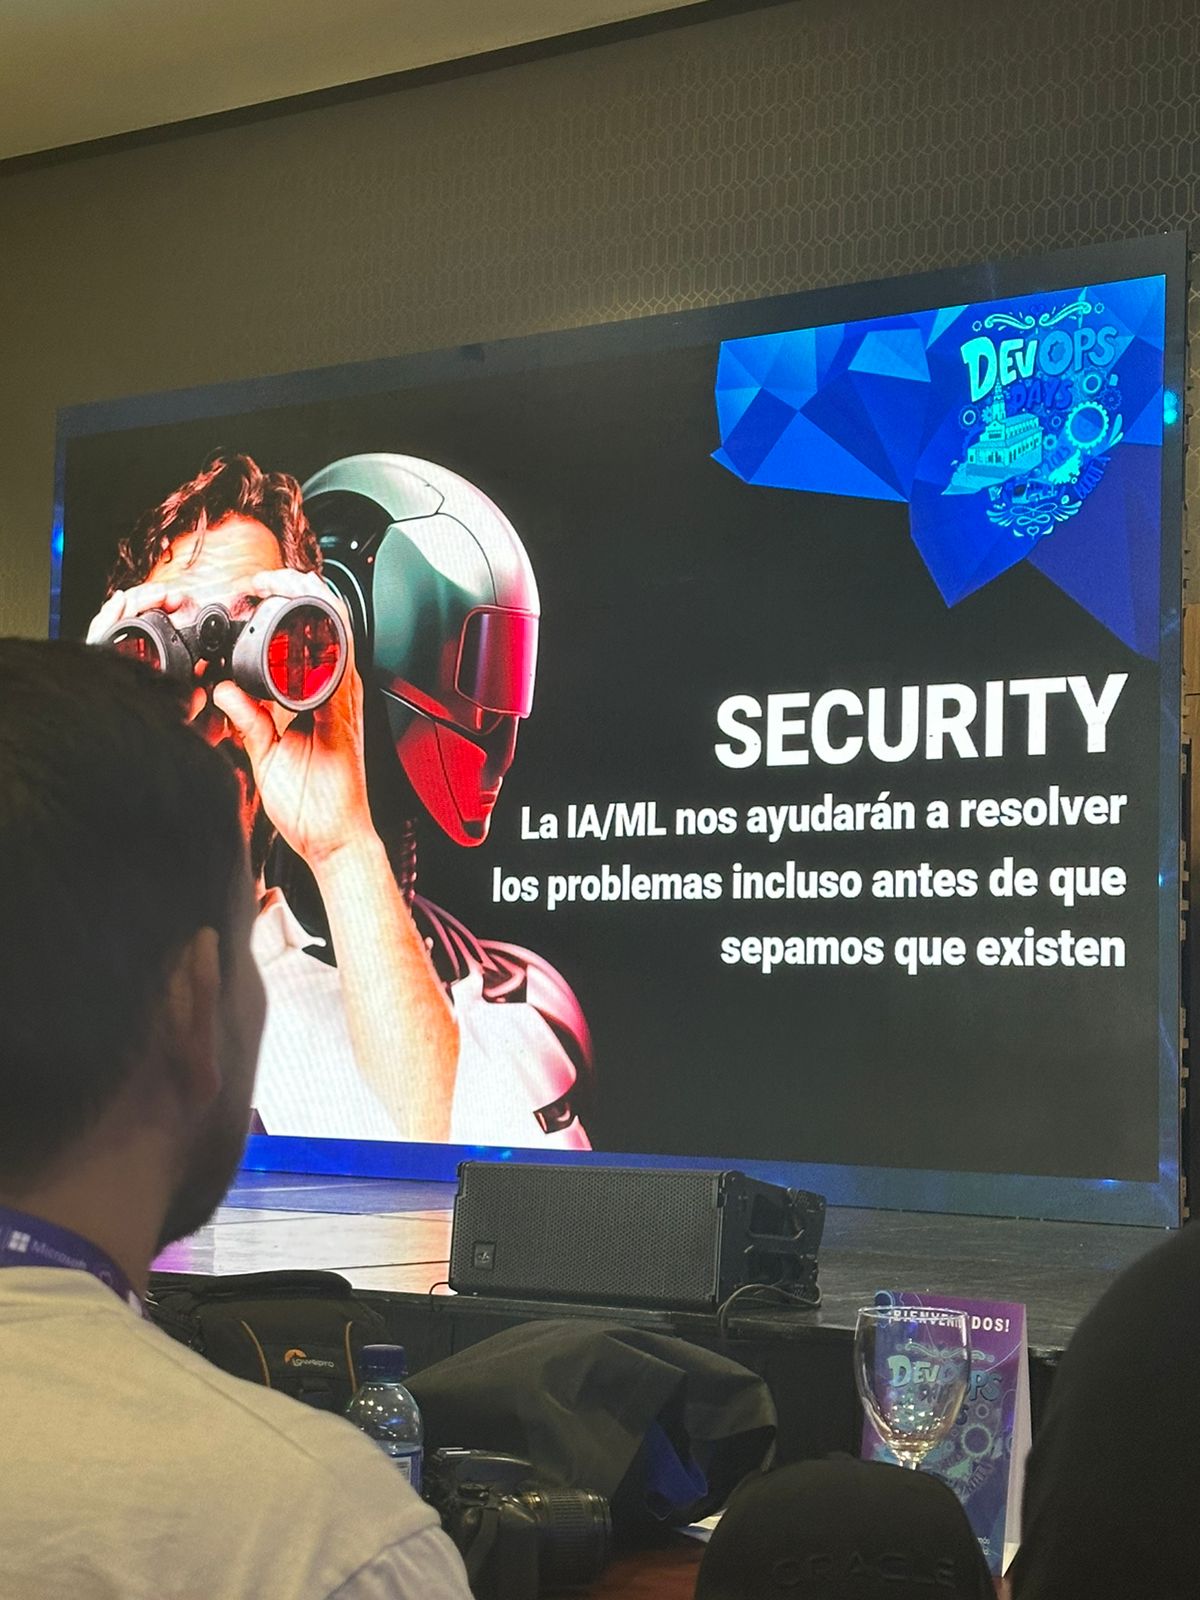 DEVOPS
DAYS
SECURITY
La IA/ML nos ayudarán a resolver
los problemas incluso antes de que
sepamos que existen
Microsoft
Lowepro
¡BIENVENIDOS!
DEVOPS
ORACLE